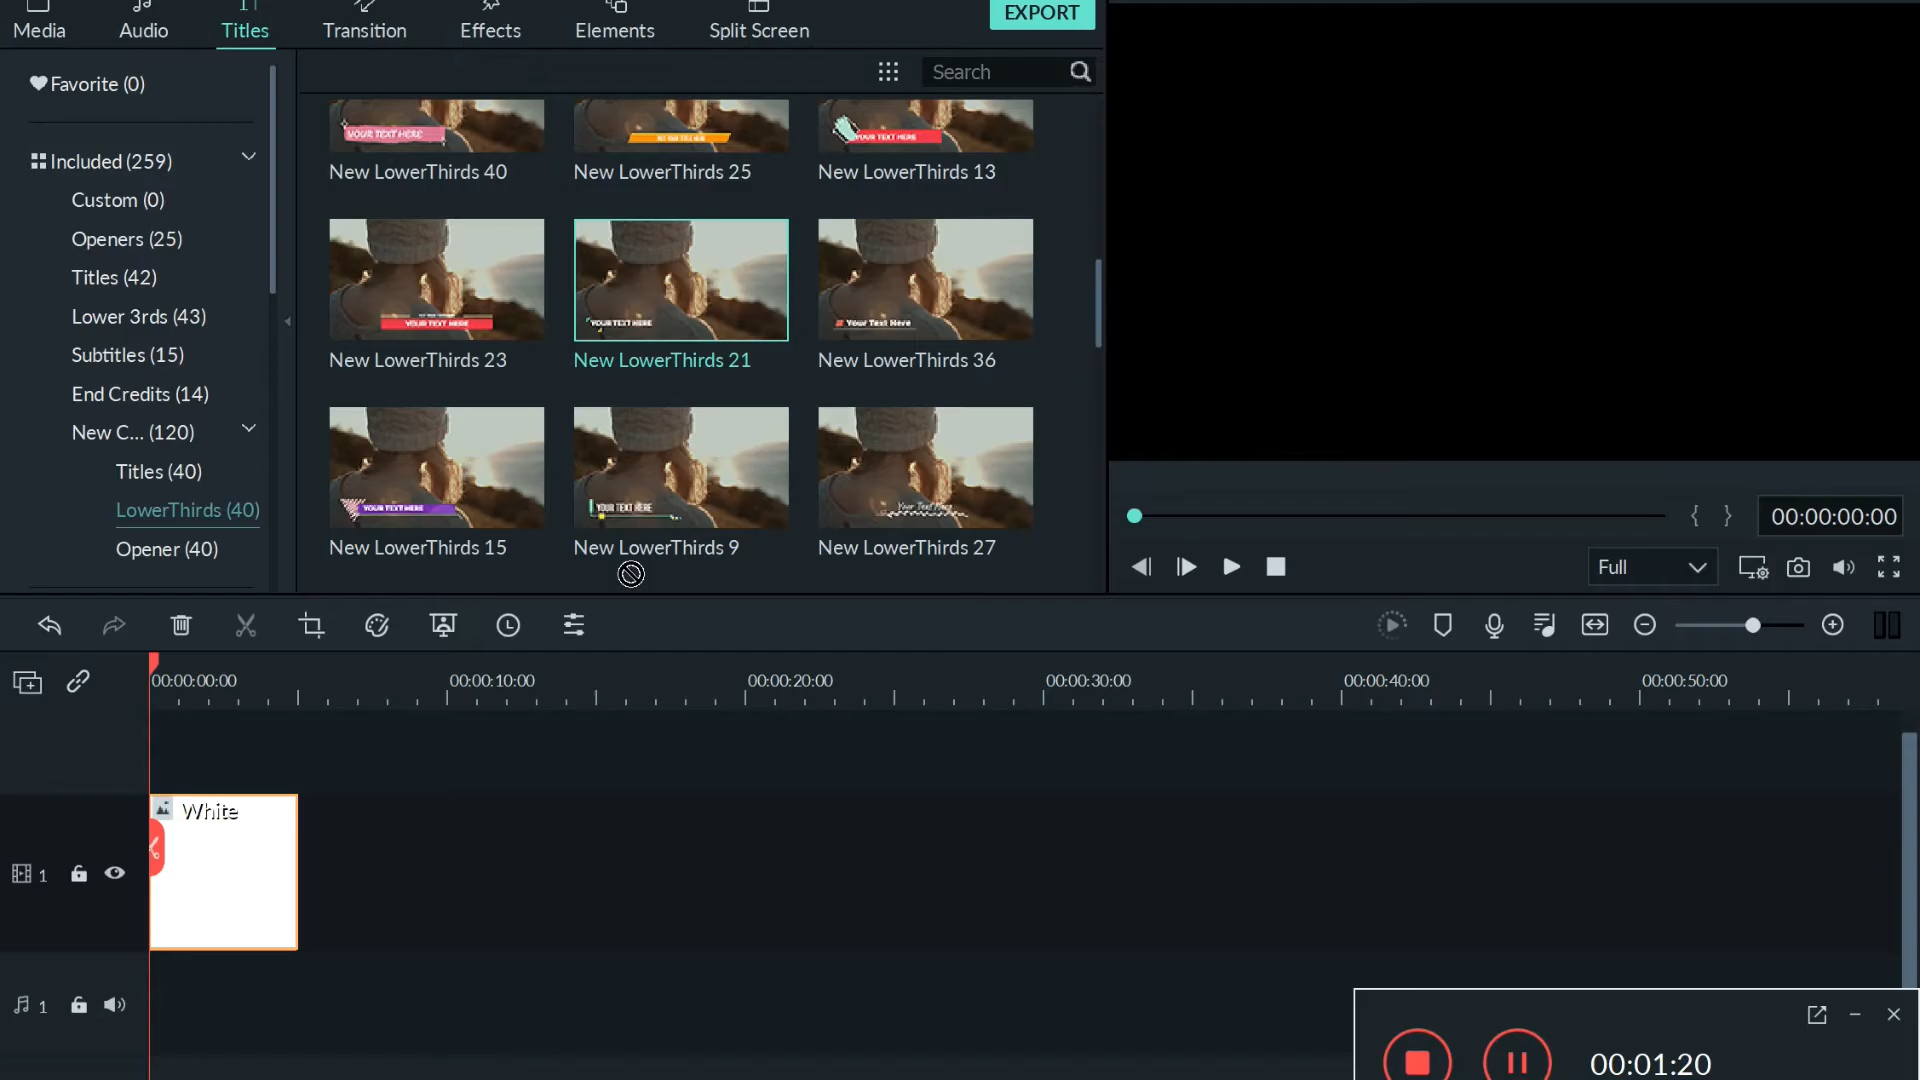 Media
Audio
Titles
Transition
Effects
Elements
Split Screen
EXPORT
Favorite (0)
Search
Included (259)
Custom (0)
Openers (25)
Titles (42)
Lower 3rds (43)
Subtitles (15)
End Credits (14)
New C... (120)
Titles (40)
LowerThirds (40)
Opener (40)
YOUR TEXT HERE
YOUR TEXT HERE
New LowerThirds 40
New LowerThirds 25
New LowerThirds 13
YOUR TEXT HERE
YOUR TEXT HERE
Your Text Here
New LowerThirds 23
New LowerThirds 21
New LowerThirds 36
YOUR TEXT HERE
YOUR TEXT HERE
Your Text Here
New LowerThirds 15
New LowerThirds 9
New LowerThirds 27
{ }
00:00:00:00
Full
00:00:00:00
00:00:10:00
00:00:20:00
00:00:30:00
00:00:40:00
00:00:50:00
White
1
1
00:01:20